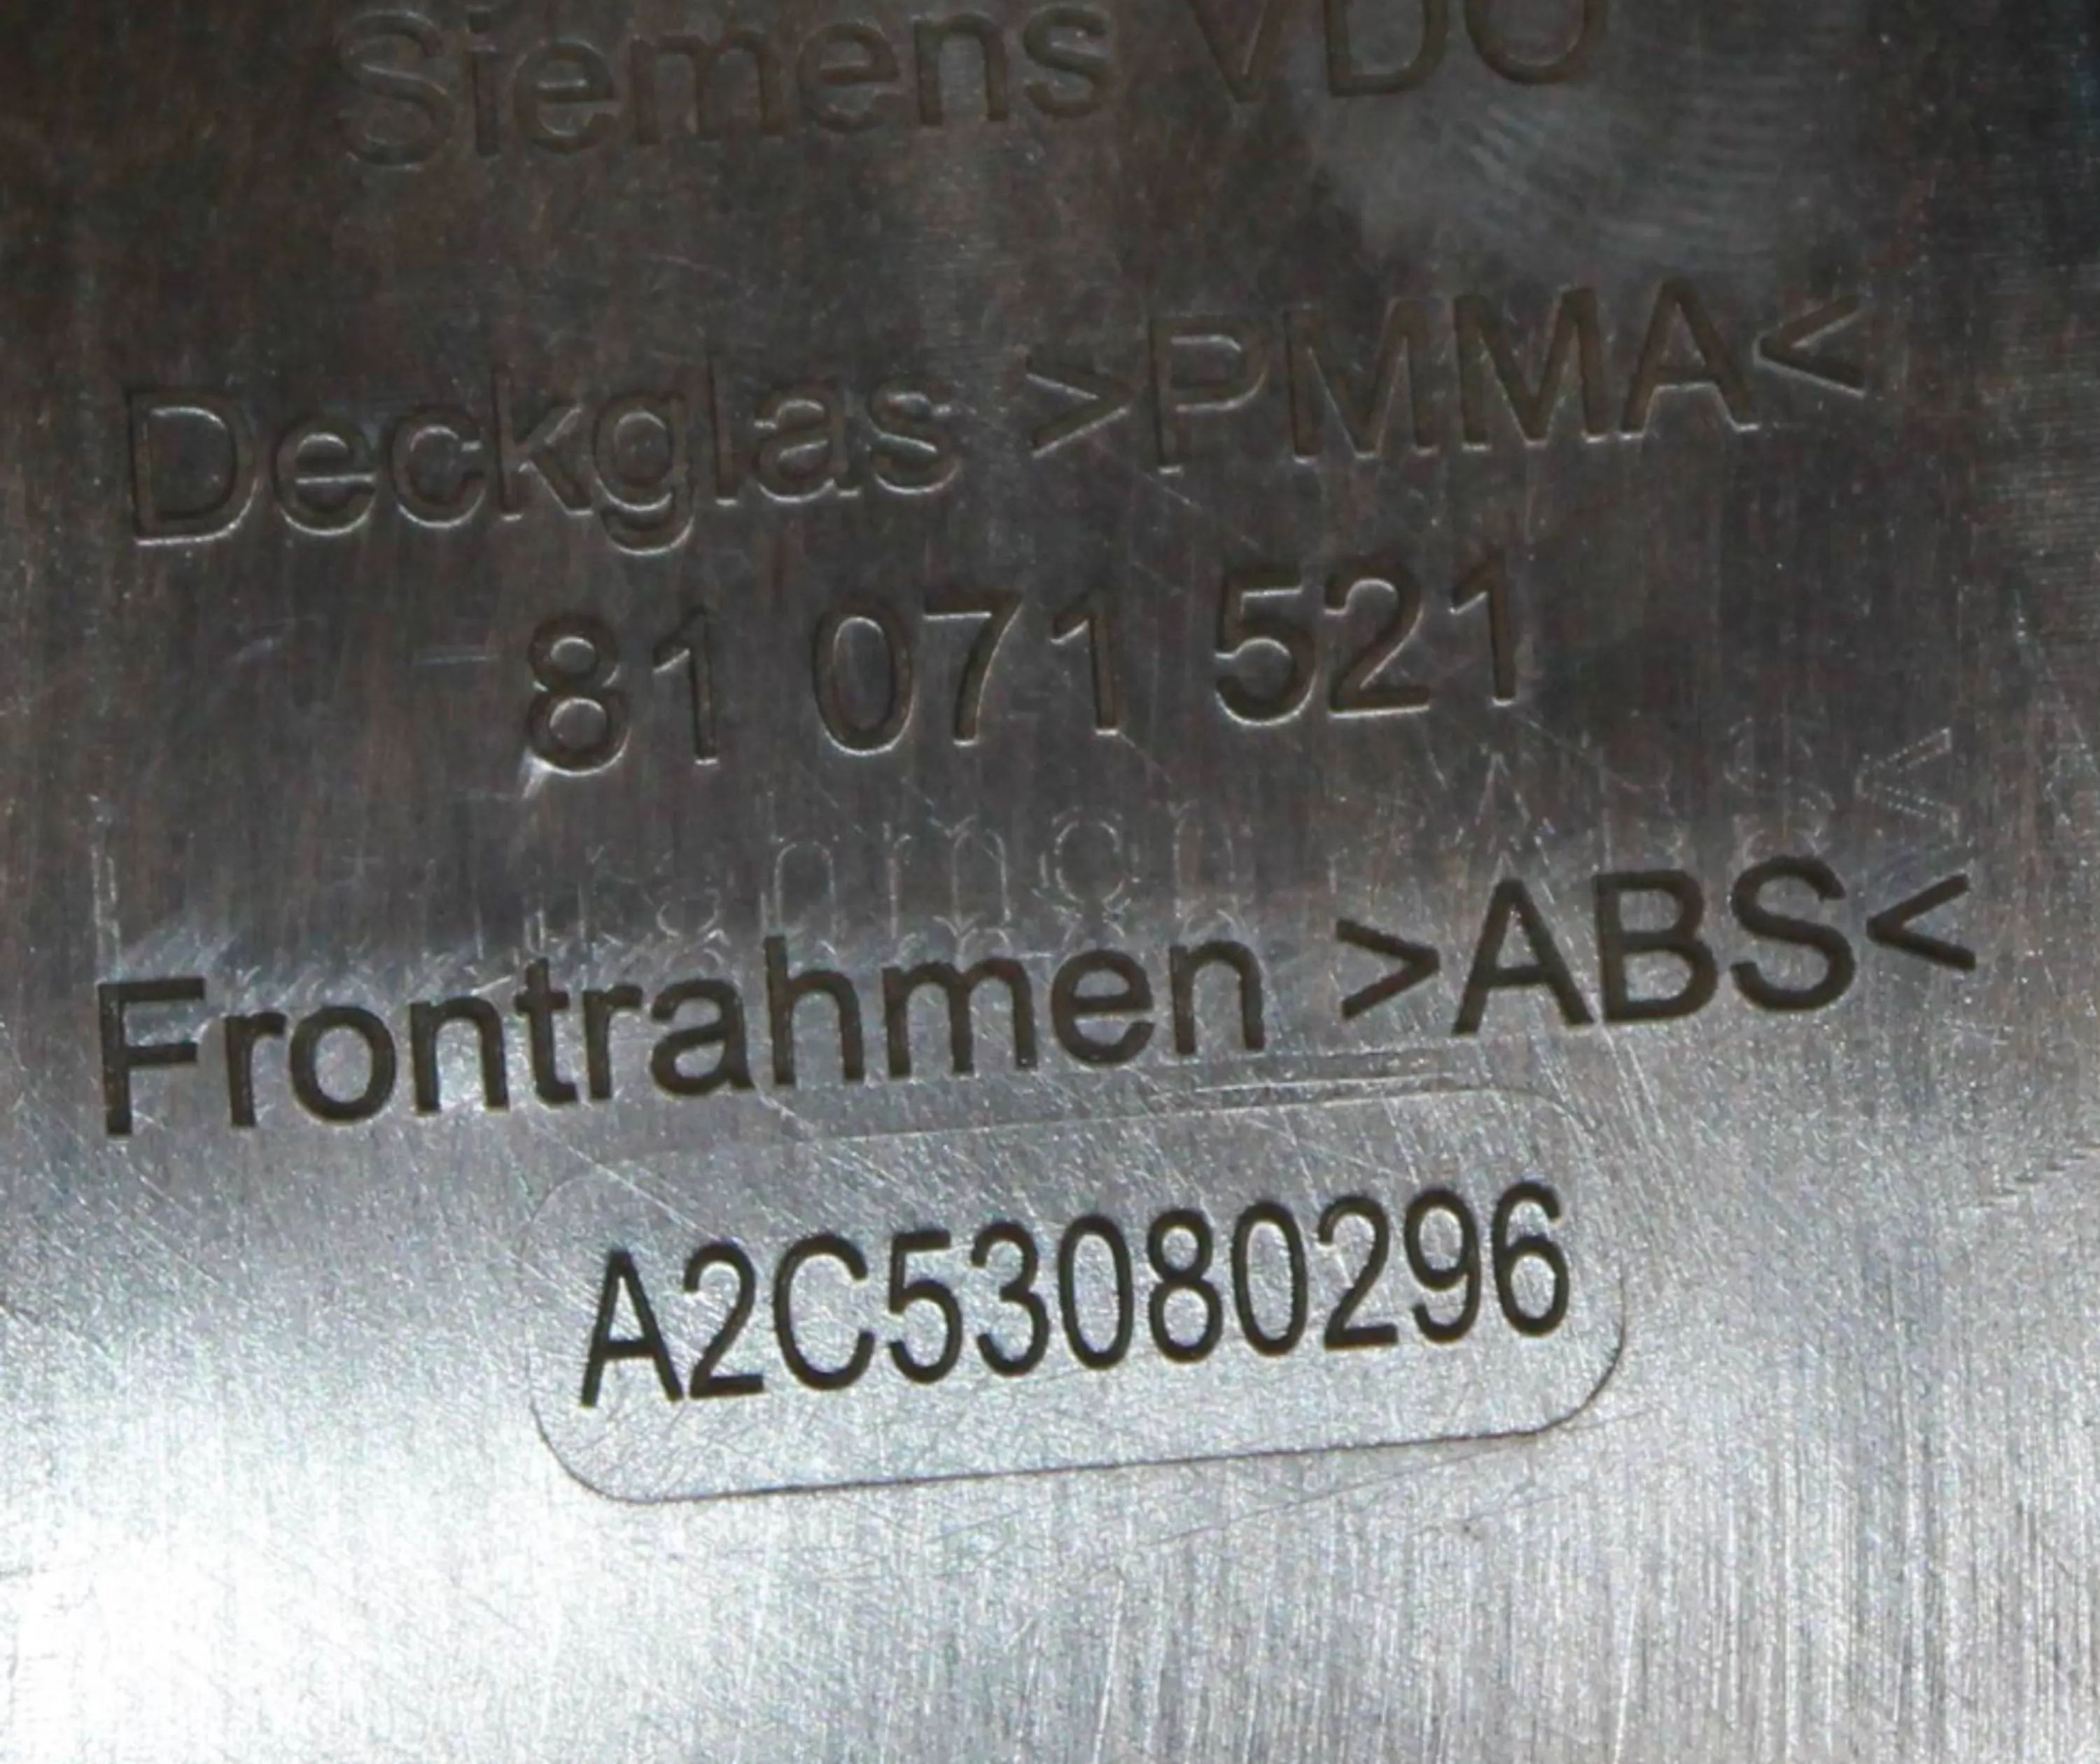 Siemens VDO
Deckglas >PMMA<
81 071 521
Frontrahmen >ABS<
A2C53080296